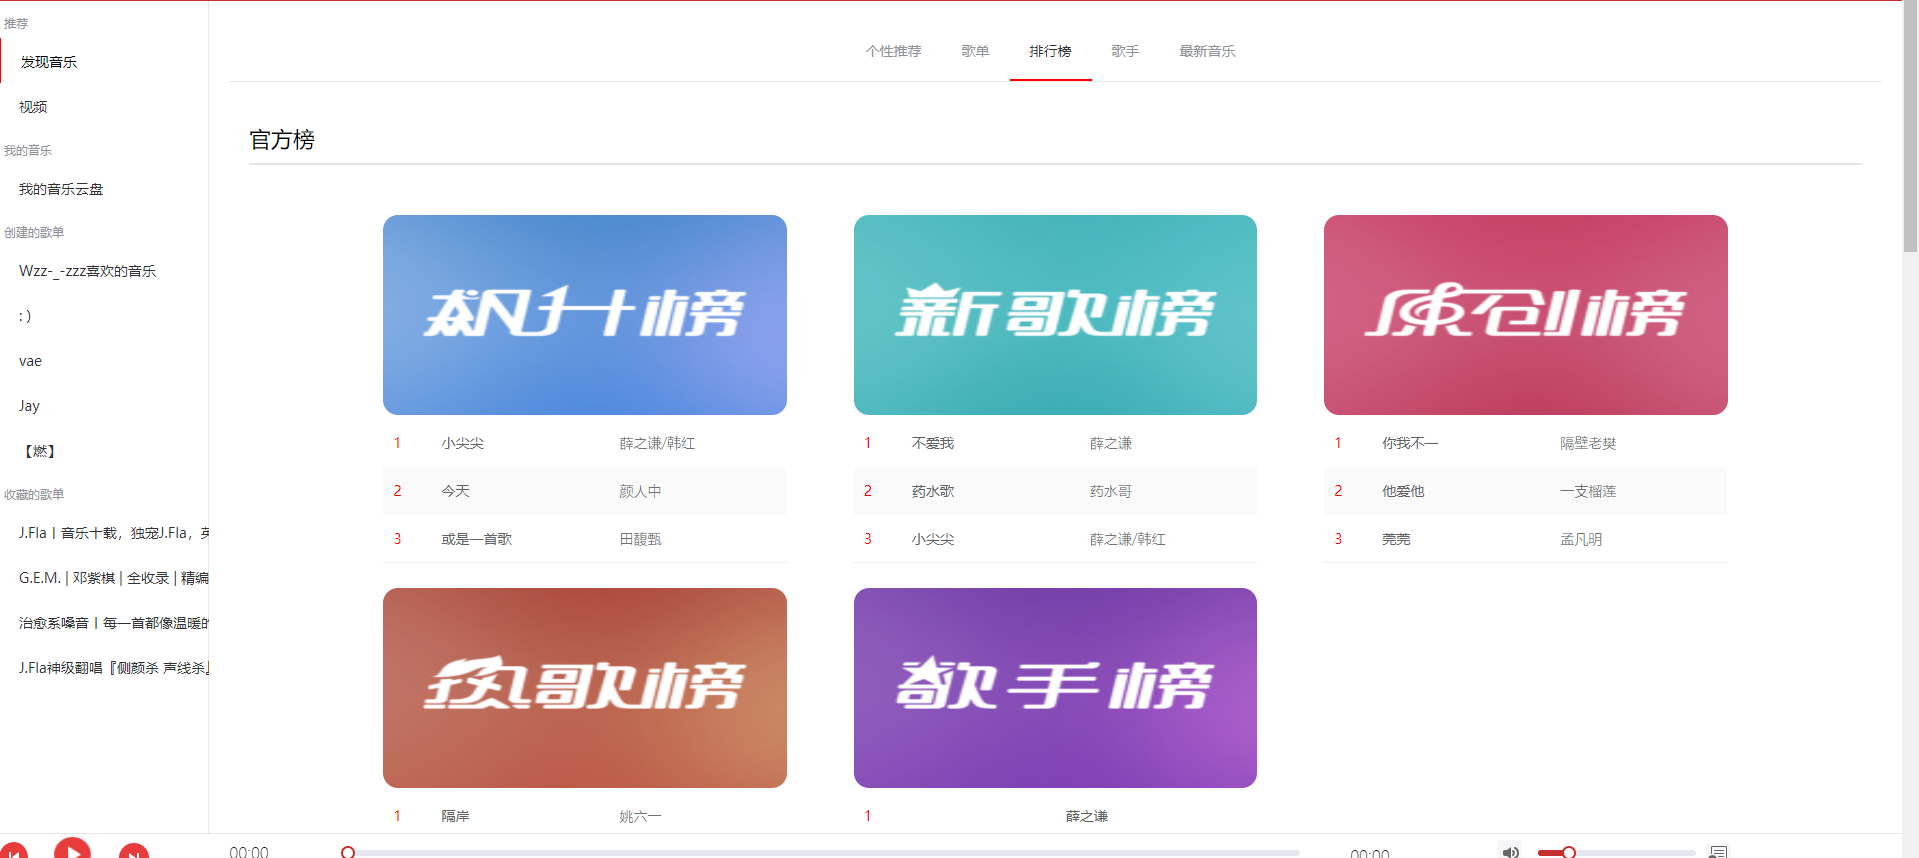 推荐
发现音乐
视频
我的音乐
我的音乐云盘
创建的歌单
Wzz-_-zzz喜欢的音乐
: )
vae
Jay
【燃】
收藏的歌单
J.Fla丨音乐十载，独宠J.Fla，英
G.E.M. | 邓紫棋 | 全收录 | 精编
治愈系嗓音丨每一首都像温暖的
J.Fla神级翻唱『侧颜杀 声线杀』
个性推荐 歌单 排行榜 歌手 最新音乐
官方榜
飙升榜
1 小尖尖 薛之谦/韩红
2 今天 颜人中
3 或是一首歌 田馥甄
新歌榜
1 不爱我 薛之谦
2 药水歌 药水哥
3 小尖尖 薛之谦/韩红
原创榜
1 你我不一 隔壁老樊
2 他爱他 一支榴莲
3 莞莞 孟凡明
热歌榜
1 隔岸 姚六一
歌手榜
1 薛之谦
00:00 00:00